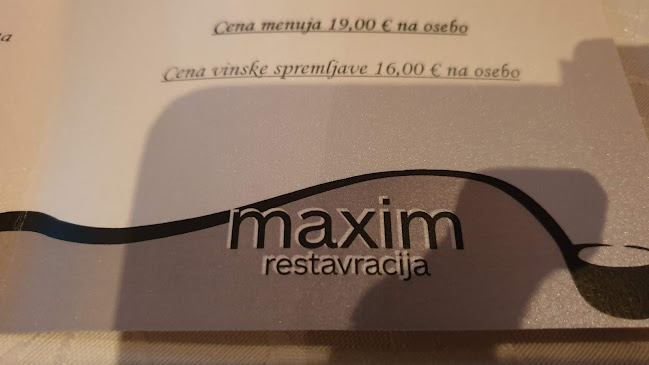 Cena menuja 19,00 € na osebo
Cena vinske spremljave 16,00 € na osebo
maxim
restavracija